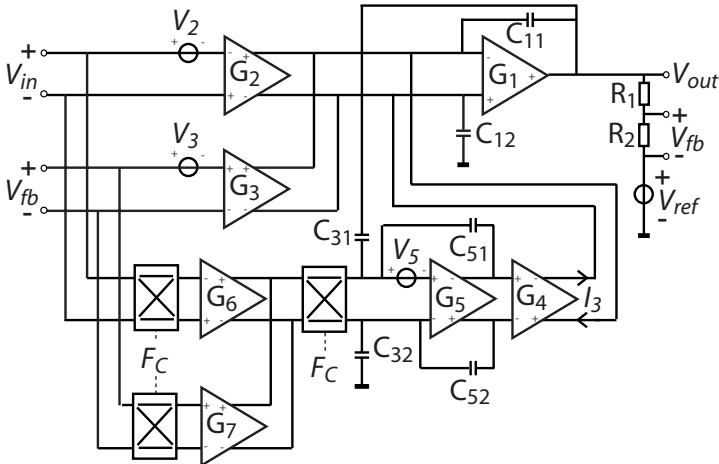 V2
C11
+
-
+
-
G2
-
+
+
-
G1
-
+
+
Vin
Vout
-
R1
+
C12
R2
Vfb
V3
-
+
-
G3
-
+
+
-
+
Vref
-
Vfb
+
-
C31
C51
V5
+
-
G6
+
-
+
-
G5
+
-
-
+
G4
+
-
-
+
I3
FC
FC
C32
C52
G7
+
-
+
-